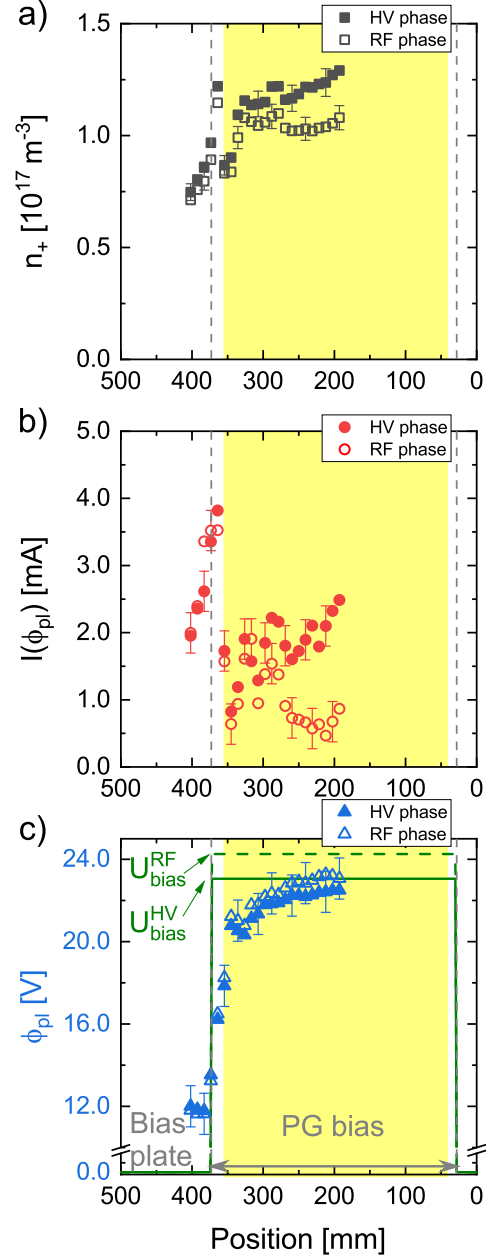 a)
HV phase
RF phase
1.5
1.0
0.5
0.0
n₊ [10¹⁷ m⁻³]
500 400 300 200 100 0
b)
HV phase
RF phase
5.0
4.0
3.0
2.0
1.0
0.0
I(ϕₚₗ) [mA]
500 400 300 200 100 0
HV phase
RF phase
c)
24.0
20.0
16.0
12.0
0.0
ϕₚₗ [V]
U^RF_bias
U^HV_bias
Bias plate
PG bias
500 400 300 200 100 0
Position [mm]